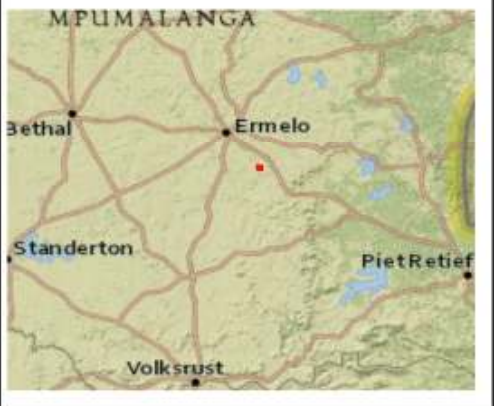 MPUMALANGA
Ermelo
Bethal
Standerton
Piet Retief
Volksrust